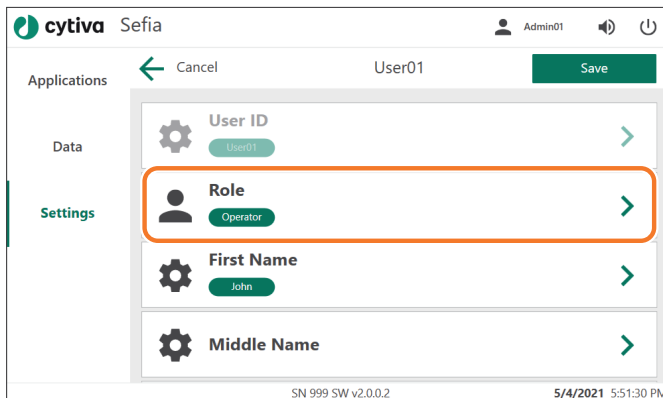 cytiva Sefia Admin01
Applications
Cancel User01 Save
User ID
User01
Data
Role
Operator
Settings
First Name
John
Middle Name
SN 999 SW v2.0.0.2 5/4/2021 5:51:30 PM